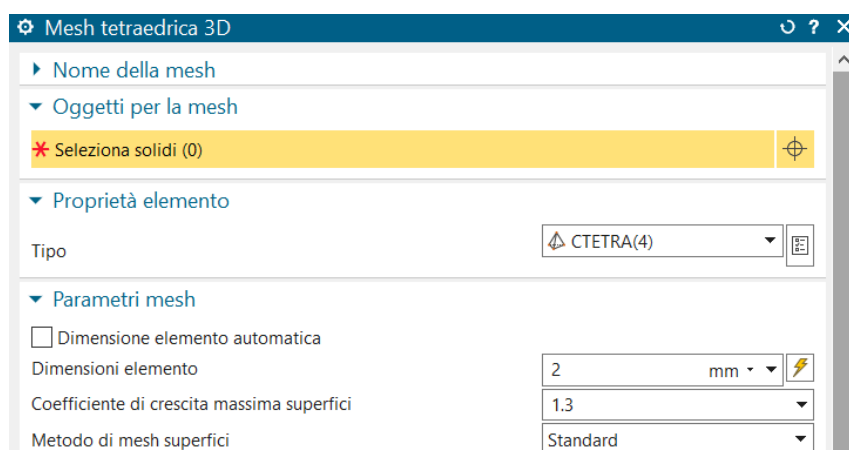 Mesh tetraedrica 3D ?
Nome della mesh
Oggetti per la mesh
* Seleziona solidi (0)
Proprietà elemento
Tipo CTETRA(4)
Parametri mesh
Dimensione elemento automatica
Dimensioni elemento 2 mm
Coefficiente di crescita massima superfici 1.3
Metodo di mesh superfici Standard